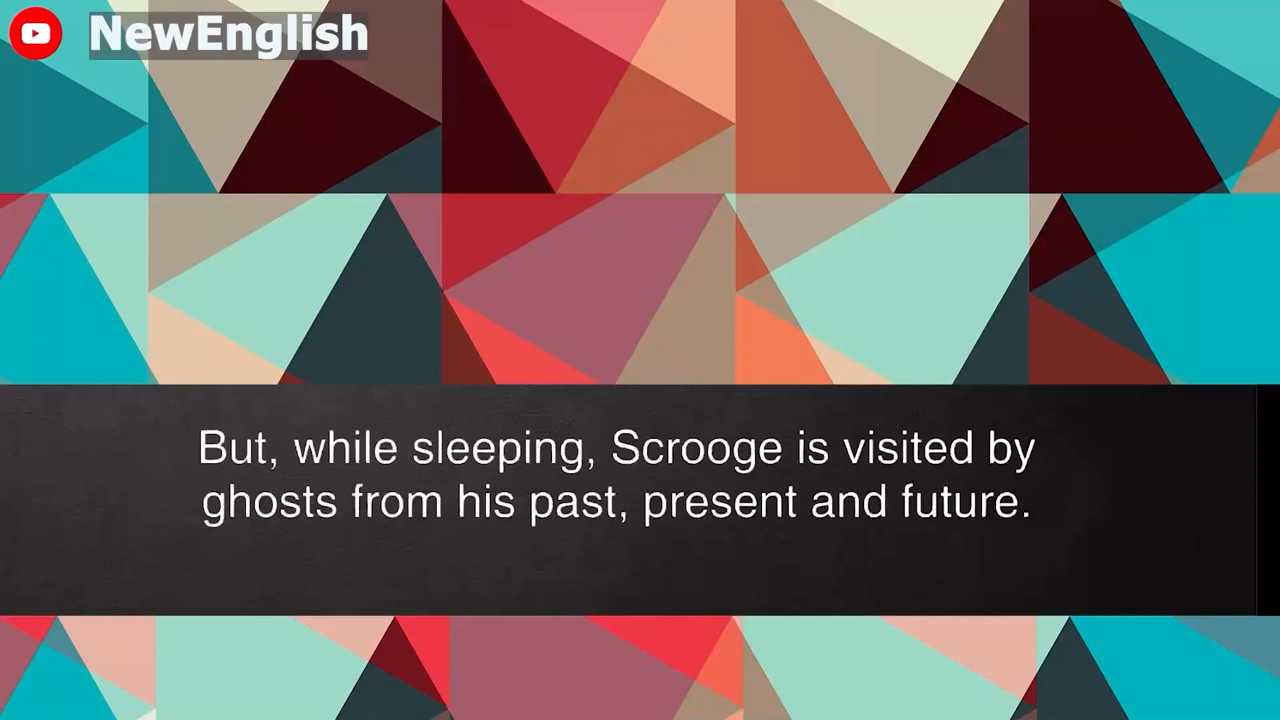 NewEnglish
But, while sleeping, Scrooge is visited by
ghosts from his past, present and future.